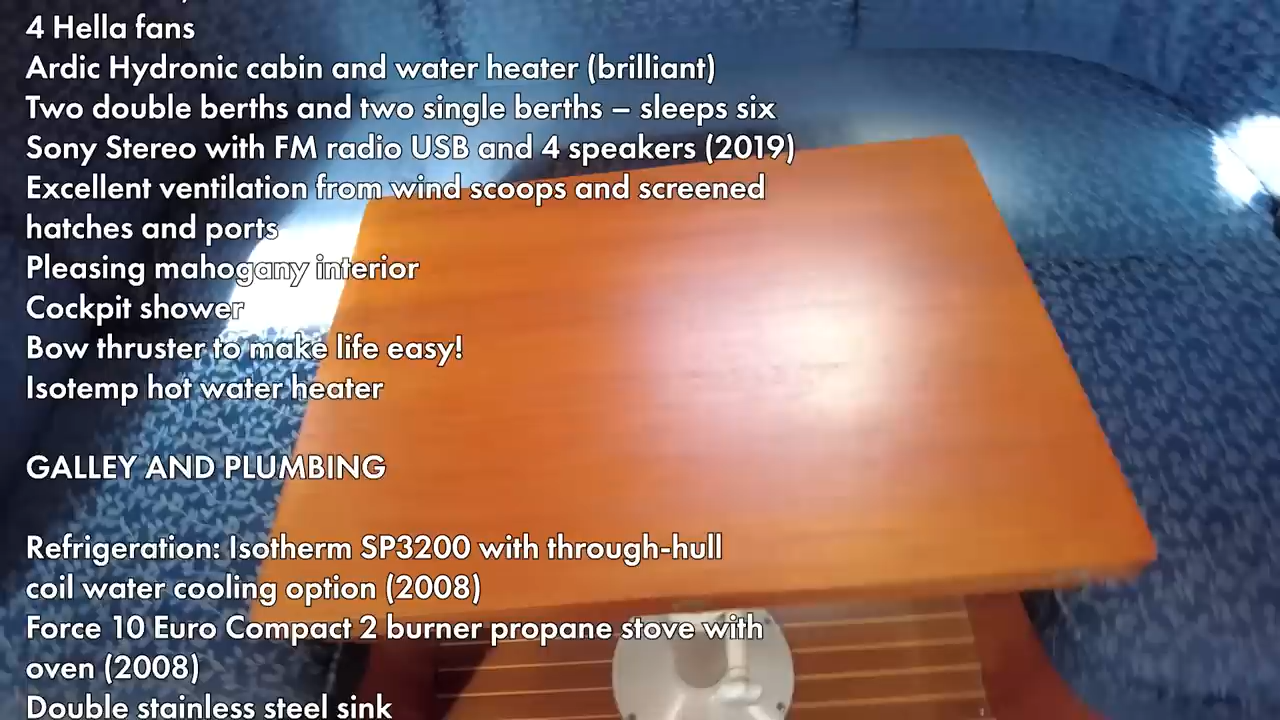 4 Hella fans
Ardic Hydronic cabin and water heater (brilliant)
Two double berths and two single berths – sleeps six
Sony Stereo with FM radio USB and 4 speakers (2019)
Excellent ventilation from wind scoops and screened
hatches and ports
Pleasing mahogany interior
Cockpit shower
Bow thruster to make life easy!
Isotemp hot water heater
GALLEY AND PLUMBING
Refrigeration: Isotherm SP3200 with through-hull
coil water cooling option (2008)
Force 10 Euro Compact 2 burner propane stove with
oven (2008)
Double stainless steel sink